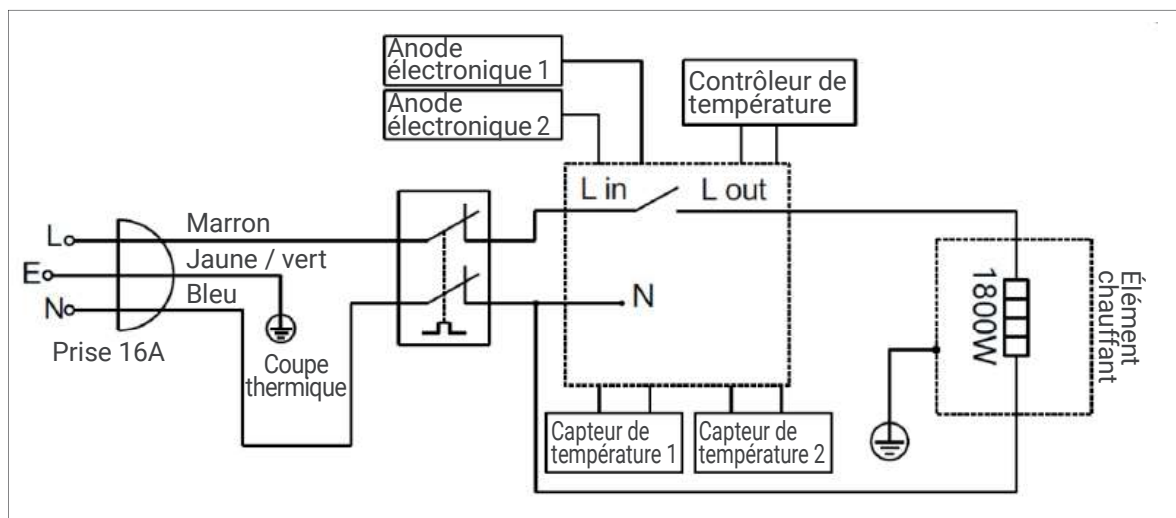 Anode
électronique 1
Anode
électronique 2
Contrôleur de
température
L in
L out
L
Marron
E
Jaune / vert
N
Bleu
Prise 16A
Coupe
thermique
N
1800W
Élément
chauffant
Capteur de
température 1
Capteur de
température 2